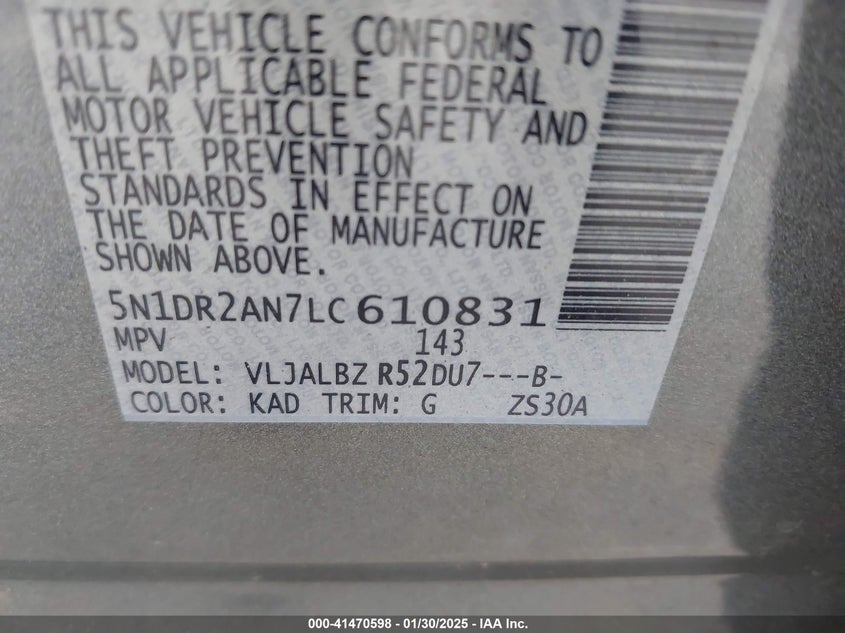 THIS VEHICLE CONFORMS TO
ALL APPLICABLE FEDERAL
MOTOR VEHICLE SAFETY AND
THEFT PREVENTION
STANDARDS IN EFFECT ON
THE DATE OF MANUFACTURE
SHOWN ABOVE.
5N1DR2AN7LC610831
MPV 143
MODEL: VLJALBZ R52DU7---B-
COLOR: KAD TRIM: G ZS30A
000-41470598 - 01/30/2025 - IAA Inc.